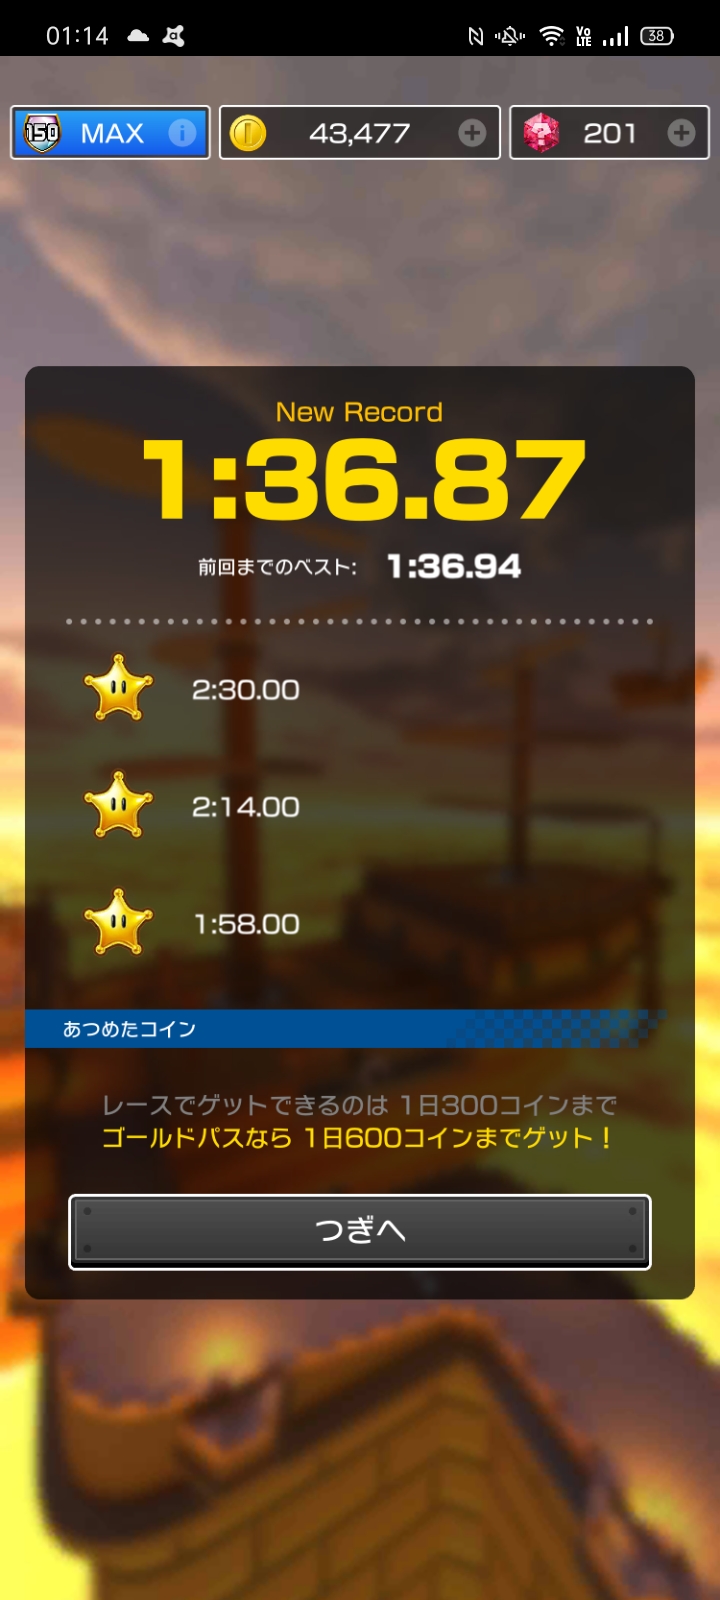 01:14 Vo LTE 38
150 MAX i 43,477 + ? 201 +
New Record
1:36.87
前回までのベスト: 1:36.94
2:30.00
2:14.00
1:58.00
あつめたコイン
レースでゲットできるのは 1日300コインまで
ゴールドパスなら 1日600コインまでゲット！
つぎへ